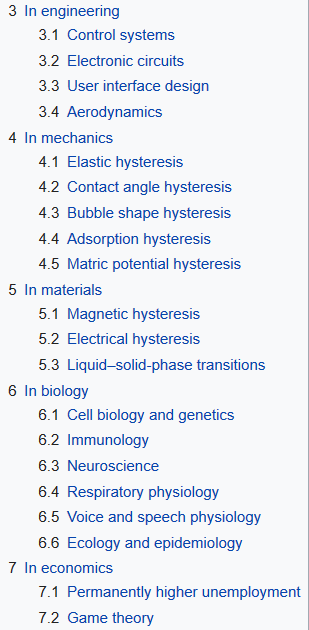 3 In engineering
3.1 Control systems
3.2 Electronic circuits
3.3 User interface design
3.4 Aerodynamics
4 In mechanics
4.1 Elastic hysteresis
4.2 Contact angle hysteresis
4.3 Bubble shape hysteresis
4.4 Adsorption hysteresis
4.5 Matric potential hysteresis
5 In materials
5.1 Magnetic hysteresis
5.2 Electrical hysteresis
5.3 Liquid–solid-phase transitions
6 In biology
6.1 Cell biology and genetics
6.2 Immunology
6.3 Neuroscience
6.4 Respiratory physiology
6.5 Voice and speech physiology
6.6 Ecology and epidemiology
7 In economics
7.1 Permanently higher unemployment
7.2 Game theory